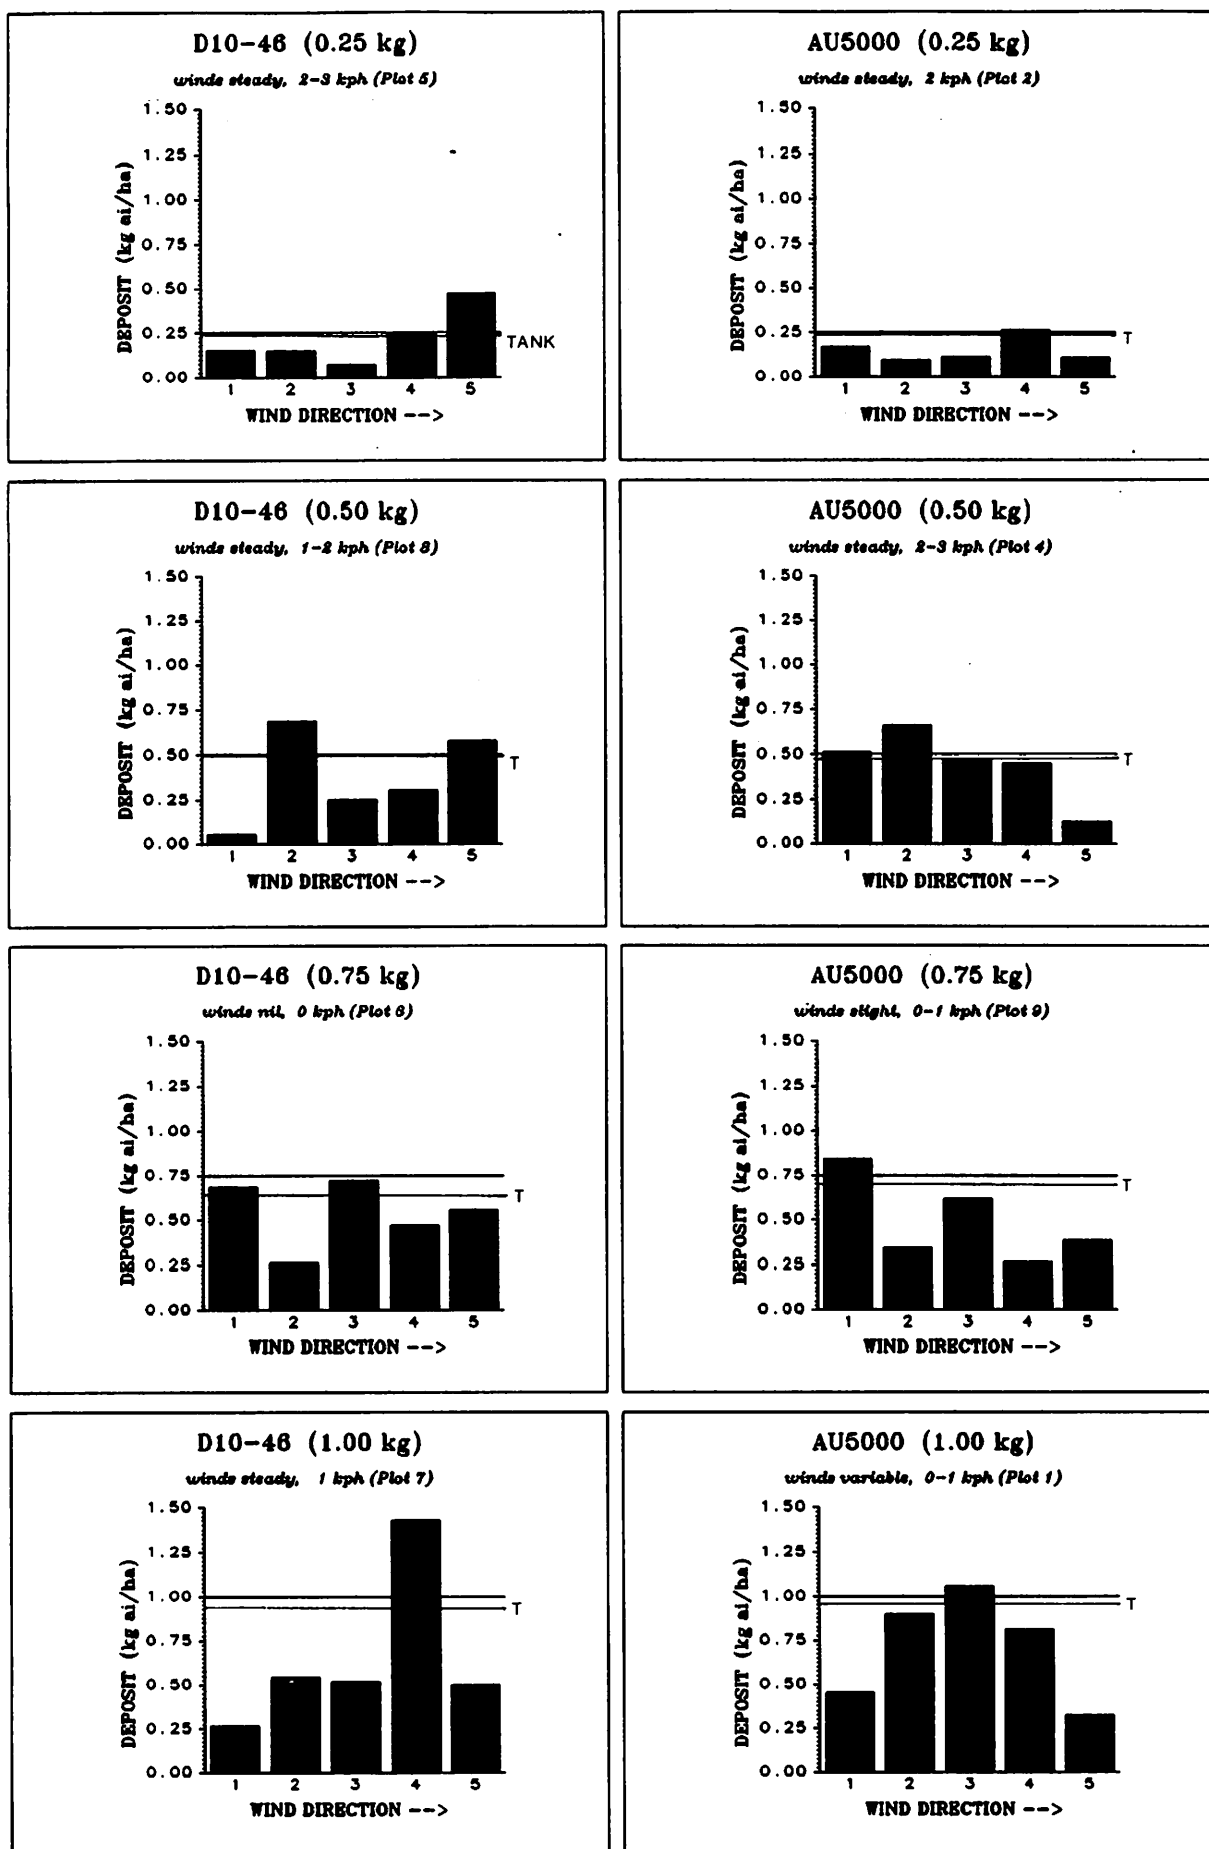 D10-46 (0.25 kg)
winds steady, 2-3 kph (Plot 5)
DEPOSIT (kg ai/ha)
1.50
1.25
1.00
0.75
0.50
0.25
0.00
TANK
1 2 3 4 5
WIND DIRECTION -->
AU5000 (0.25 kg)
winds steady, 2 kph (Plot 2)
DEPOSIT (kg ai/ha)
1.50
1.25
1.00
0.75
0.50
0.25
0.00
T
1 2 3 4 5
WIND DIRECTION -->
D10-46 (0.50 kg)
winds steady, 1-2 kph (Plot 8)
DEPOSIT (kg ai/ha)
1.50
1.25
1.00
0.75
0.50
0.25
0.00
T
1 2 3 4 5
WIND DIRECTION -->
AU5000 (0.50 kg)
winds steady, 2-3 kph (Plot 4)
DEPOSIT (kg ai/ha)
1.50
1.25
1.00
0.75
0.50
0.25
0.00
T
1 2 3 4 5
WIND DIRECTION -->
D10-46 (0.75 kg)
winds nil, 0 kph (Plot 6)
DEPOSIT (kg ai/ha)
1.50
1.25
1.00
0.75
0.50
0.25
0.00
T
1 2 3 4 5
WIND DIRECTION -->
AU5000 (0.75 kg)
winds slight, 0-1 kph (Plot 9)
DEPOSIT (kg ai/ha)
1.50
1.25
1.00
0.75
0.50
0.25
0.00
T
1 2 3 4 5
WIND DIRECTION -->
D10-46 (1.00 kg)
winds steady, 1 kph (Plot 7)
DEPOSIT (kg ai/ha)
1.50
1.25
1.00
0.75
0.50
0.25
0.00
T
1 2 3 4 5
WIND DIRECTION -->
AU5000 (1.00 kg)
winds variable, 0-1 kph (Plot 1)
DEPOSIT (kg ai/ha)
1.50
1.25
1.00
0.75
0.50
0.25
0.00
T
1 2 3 4 5
WIND DIRECTION -->